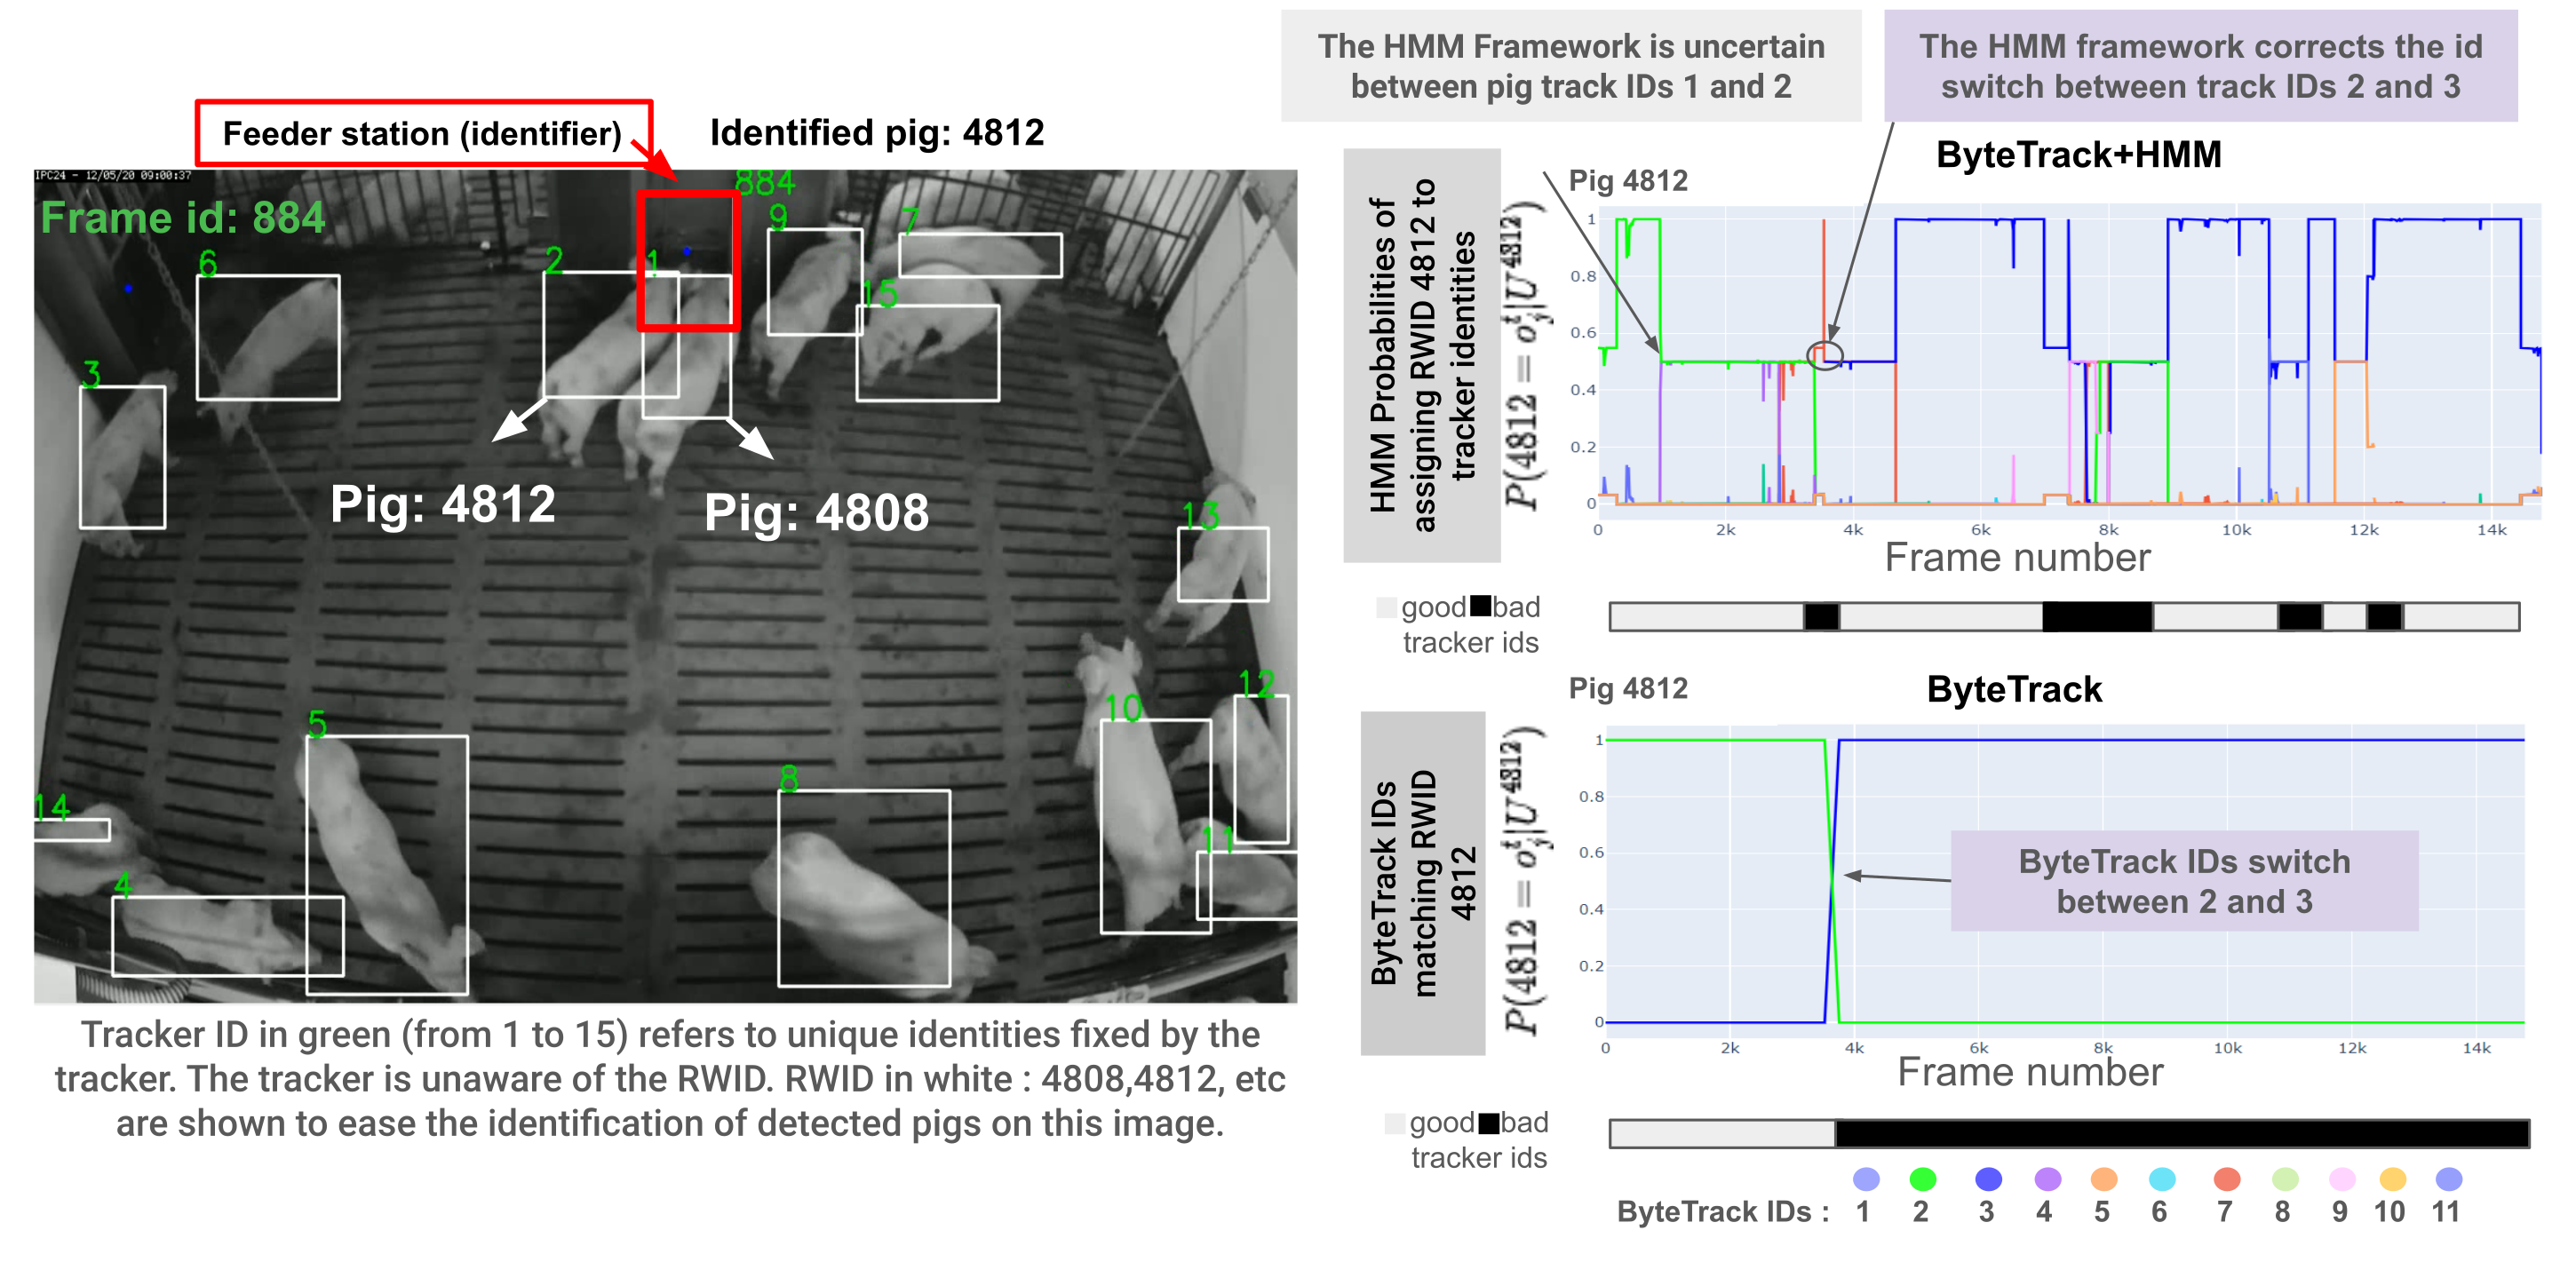 The HMM Framework is uncertain
between pig track IDs 1 and 2
The HMM framework corrects the id
switch between track IDs 2 and 3
Feeder station (identifier)
Identified pig: 4812
IPC24 - 12/05/20 09:00:37
Frame id: 884
884
9
7
6
2
1
15
3
Pig: 4812
Pig: 4808
13
12
10
5
8
14
11
4
Tracker ID in green (from 1 to 15) refers to unique identities fixed by the
tracker. The tracker is unaware of the RWID. RWID in white : 4808,4812, etc
are shown to ease the identification of detected pigs on this image.
ByteTrack+HMM
Pig 4812
HMM Probabilities of
assigning RWID 4812 to
tracker identities
P(4812 = o_j^t|U^4812)
1
0.8
0.6
0.4
0.2
0
0 2k 4k 6k 8k 10k 12k 14k
Frame number
good bad
tracker ids
Pig 4812
ByteTrack
ByteTrack IDs
matching RWID
4812
P(4812 = o_j^t|U^4812)
1
0.8
0.6
0.4
0.2
0
ByteTrack IDs switch
between 2 and 3
0 2k 4k 6k 8k 10k 12k 14k
Frame number
good bad
tracker ids
ByteTrack IDs : 1 2 3 4 5 6 7 8 9 10 11